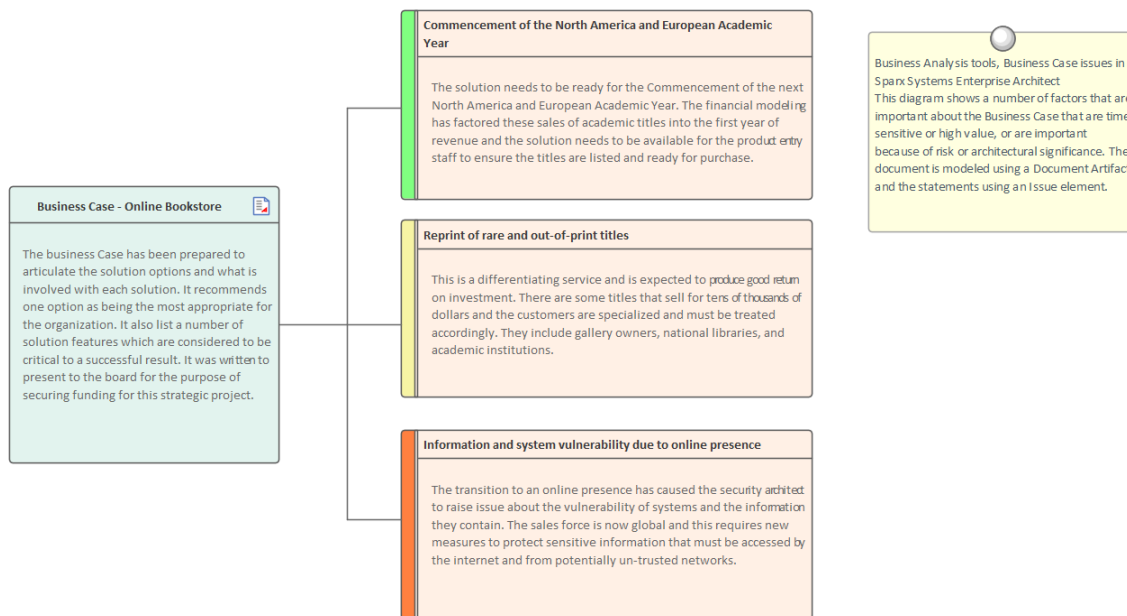 Commencement of the North America and European Academic
Year
The solution needs to be ready for the Commencement of the next
North America and European Academic Year. The financial modeling
has factored these sales of academic titles into the first year of
revenue and the solution needs to be available for the product entry
staff to ensure the titles are listed and ready for purchase.
Business Case - Online Bookstore
The business Case has been prepared to
articulate the solution options and what is
involved with each solution. It recommends
one option as being the most appropriate for
the organization. It also list a number of
solution features which are considered to be
critical to a successful result. It was written to
present to the board for the purpose of
securing funding for this strategic project.
Reprint of rare and out-of-print titles
This is a differentiating service and is expected to produce good return
on investment. There are some titles that sell for tens of thousands of
dollars and the customers are specialized and must be treated
accordingly. They include gallery owners, national libraries, and
academic institutions.
Information and system vulnerability due to online presence
The transition to an online presence has caused the security architect
to raise issue about the vulnerability of systems and the information
they contain. The sales force is now global and this requires new
measures to protect sensitive information that must be accessed by
the internet and from potentially un-trusted networks.
Business Analysis tools, Business Case issues in
Sparx Systems Enterprise Architect
This diagram shows a number of factors that are
important about the Business Case that are time
sensitive or high value, or are important
because of risk or architectural significance. The
document is modeled using a Document Artifact
and the statements using an Issue element.